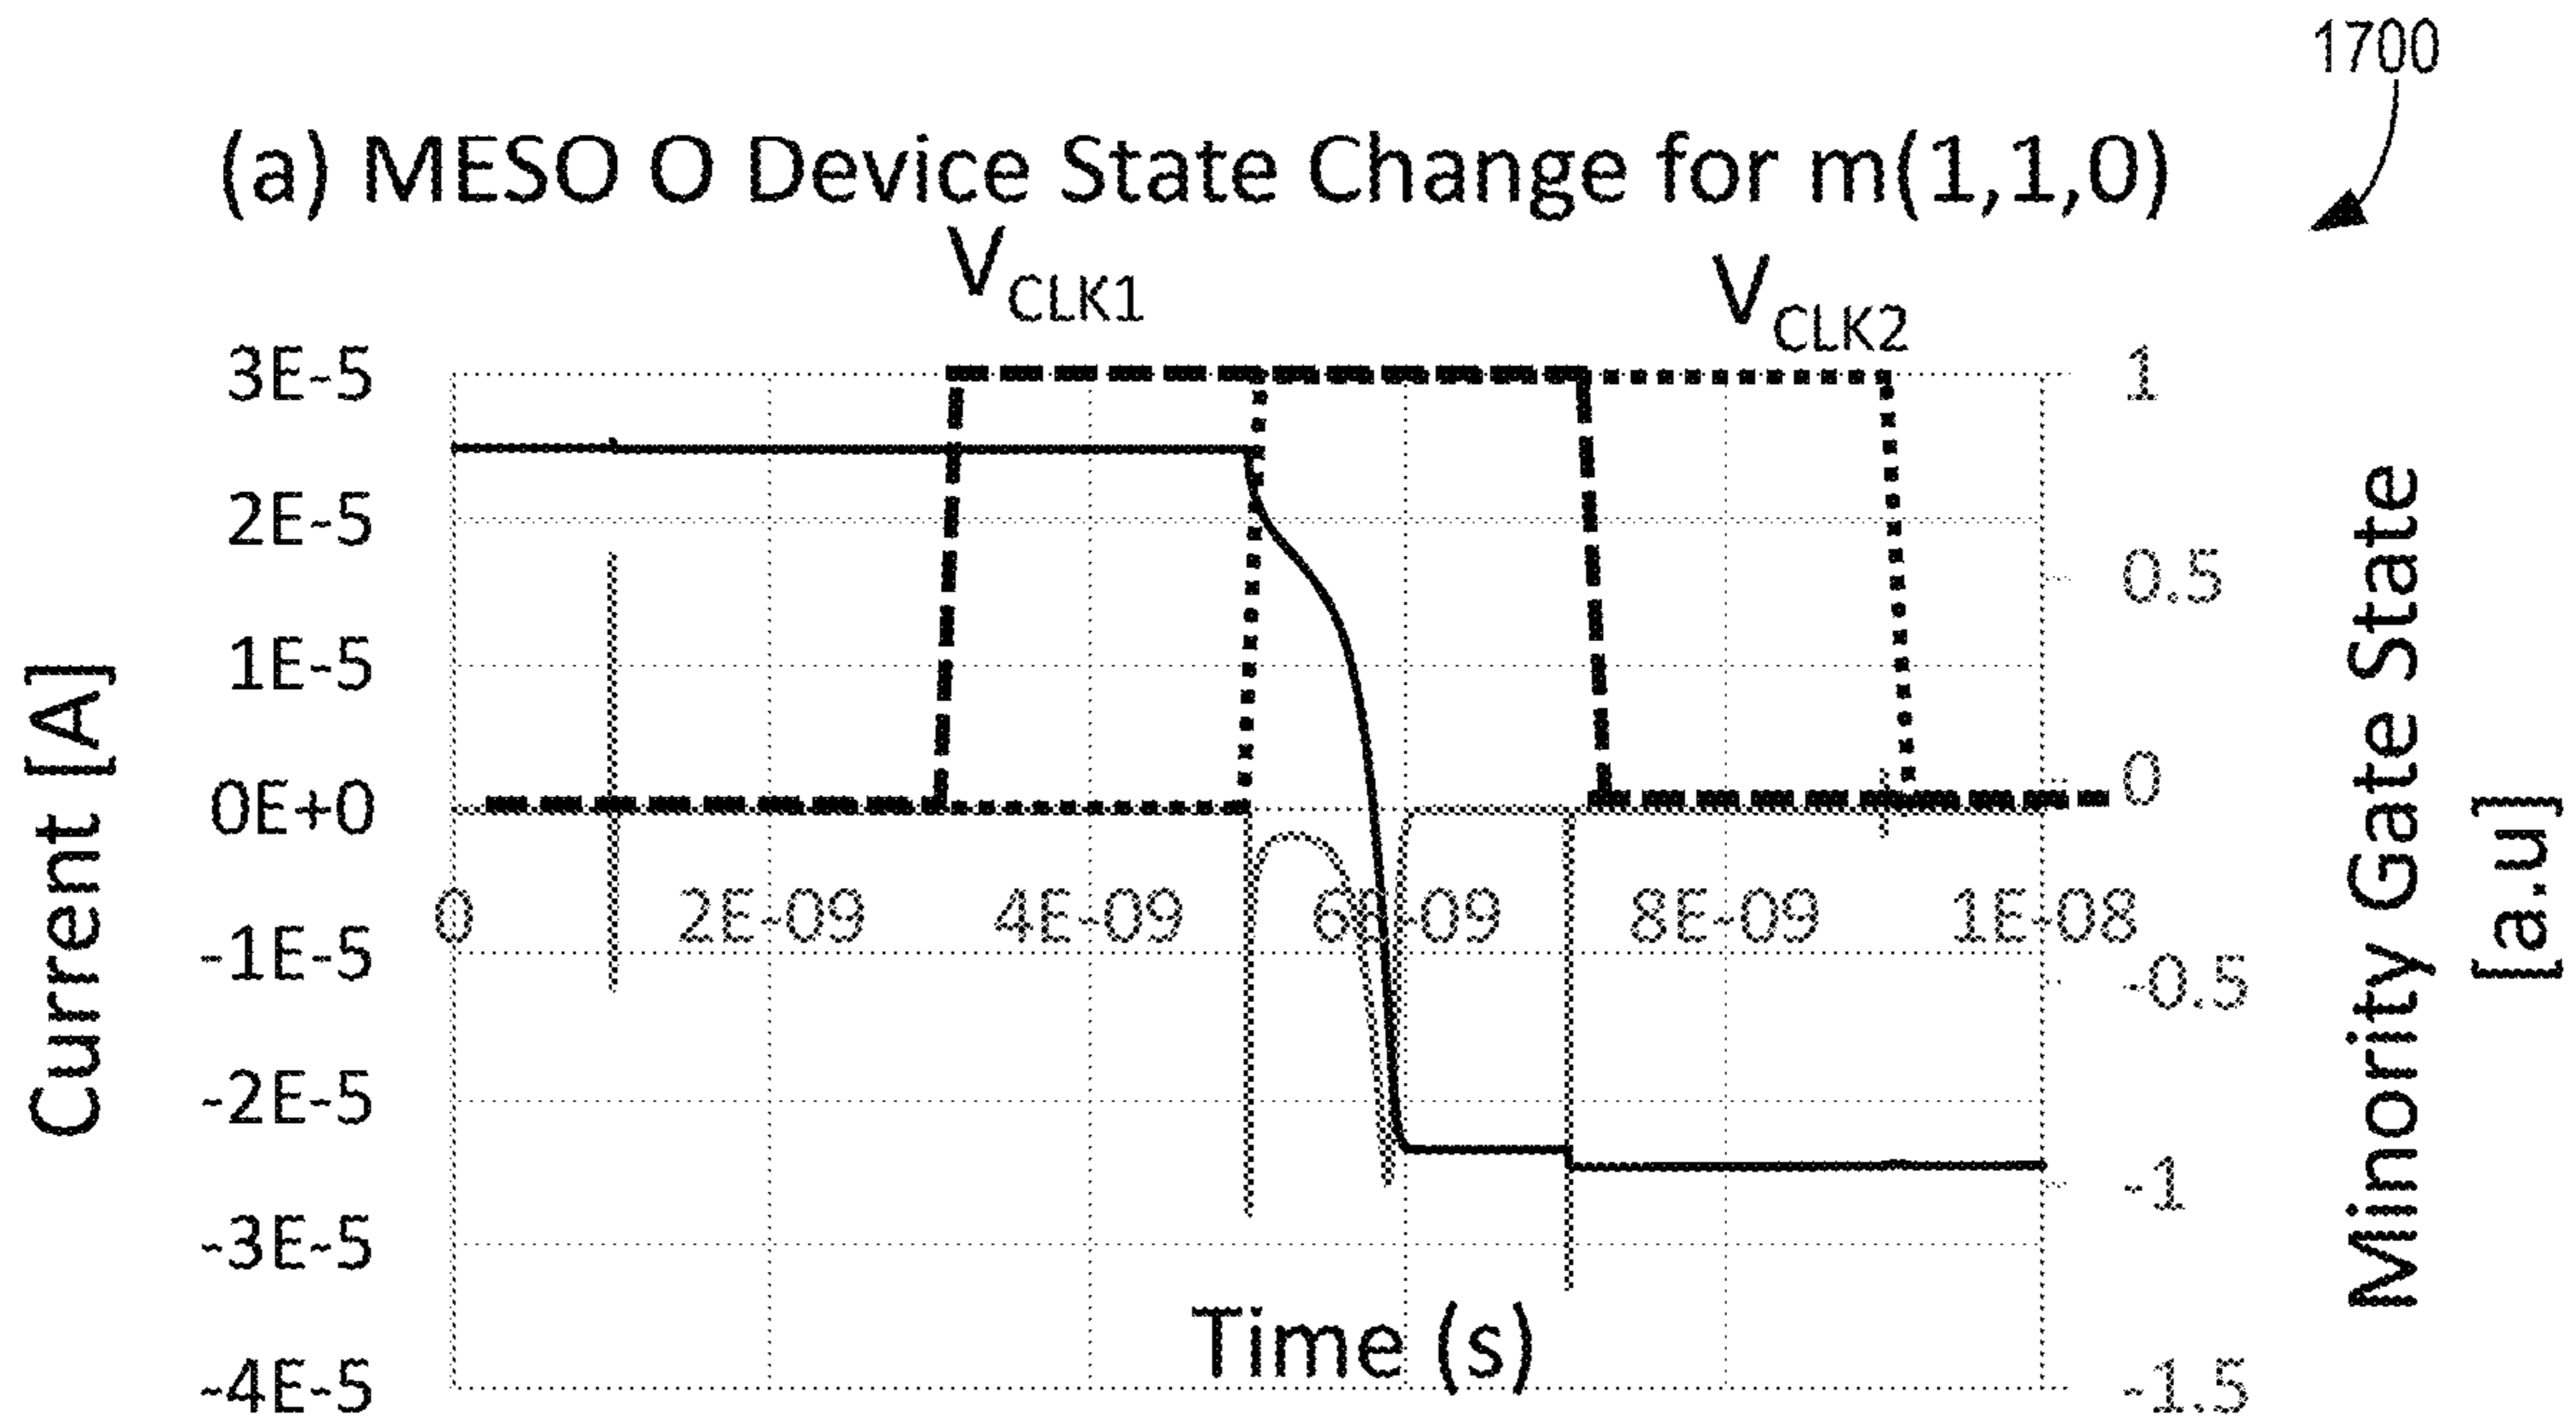 1700
(a) MESO O Device State Change for m(1,1,0)
VCLK1
VCLK2
3E-5
2E-5
1E-5
0E+0
-1E-5
-2E-5
-3E-5
-4E-5
Current [A]
0
2E-09
4E-09
6E-09
8E-09
1E-08
Time (s)
1
0.5
0
-0.5
-1
-1.5
Minority Gate State
[a.u]